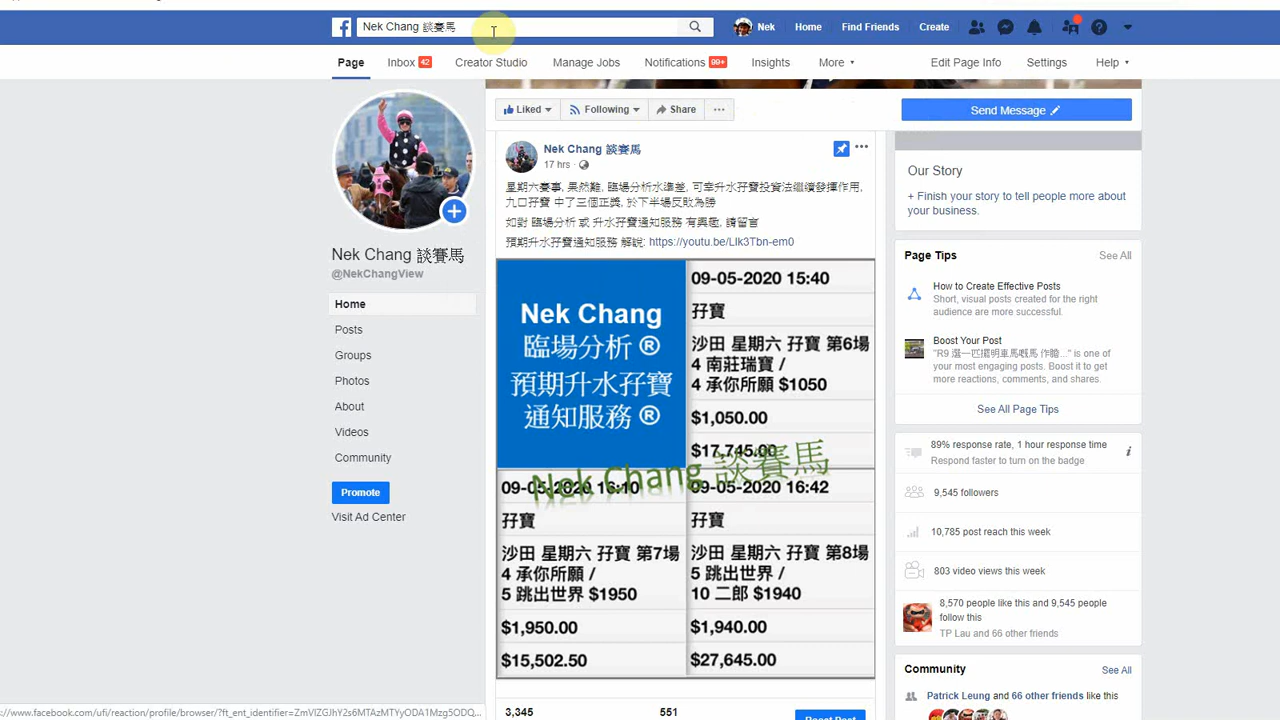 Nek Chang 談賽馬
Nek Home Find Friends Create
Page Inbox 42 Creator Studio Manage Jobs Notifications 99+ Insights More Edit Page Info Settings Help
Liked Following Share ... Send Message
Nek Chang 談賽馬
@NekChangView
Home
Posts
Groups
Photos
About
Videos
Community
Promote
Visit Ad Center
Nek Chang 談賽馬
17 hrs
星期六賽事, 果然難, 臨場分析水準差, 可幸升水孖寶投資法繼續發揮作用,
九口孖寶 中了三個正獎, 於下半場反敗為勝
如對 臨場分析 或 升水孖寶通知服務 有興趣, 請留言
預期升水孖寶通知服務 解說: https://youtu.be/LIk3Tbn-em0
Nek Chang
臨場分析 ®
預期升水孖寶
通知服務 ®
09-05-2020 15:40
孖寶
沙田 星期六 孖寶 第6場
4 南莊瑞寶 /
4 承你所願 $1050
$1,050.00
$17,745.00
Nek Chang 談賽馬
09-05-2020 16:10
孖寶
沙田 星期六 孖寶 第7場
4 承你所願 /
5 跳出世界 $1950
$1,950.00
$15,502.50
09-05-2020 16:42
孖寶
沙田 星期六 孖寶 第8場
5 跳出世界 /
10 二郎 $1940
$1,940.00
$27,645.00
3,345 551
Boost Post
Our Story
+ Finish your story to tell people more about
your business.
Page Tips See All
How to Create Effective Posts
Short, visual posts created for the right
audience are more successful.
Boost Your Post
is one of
your most engaging posts. Boost it to get
more reactions, comments, and shares.
See All Page Tips
89% response rate, 1 hour response time
Respond faster to turn on the badge
9,545 followers
10,785 post reach this week
803 video views this week
8,570 people like this and 9,545 people
follow this
TP Lau and 66 other friends
Community See All
Patrick Leung and 66 other friends like this